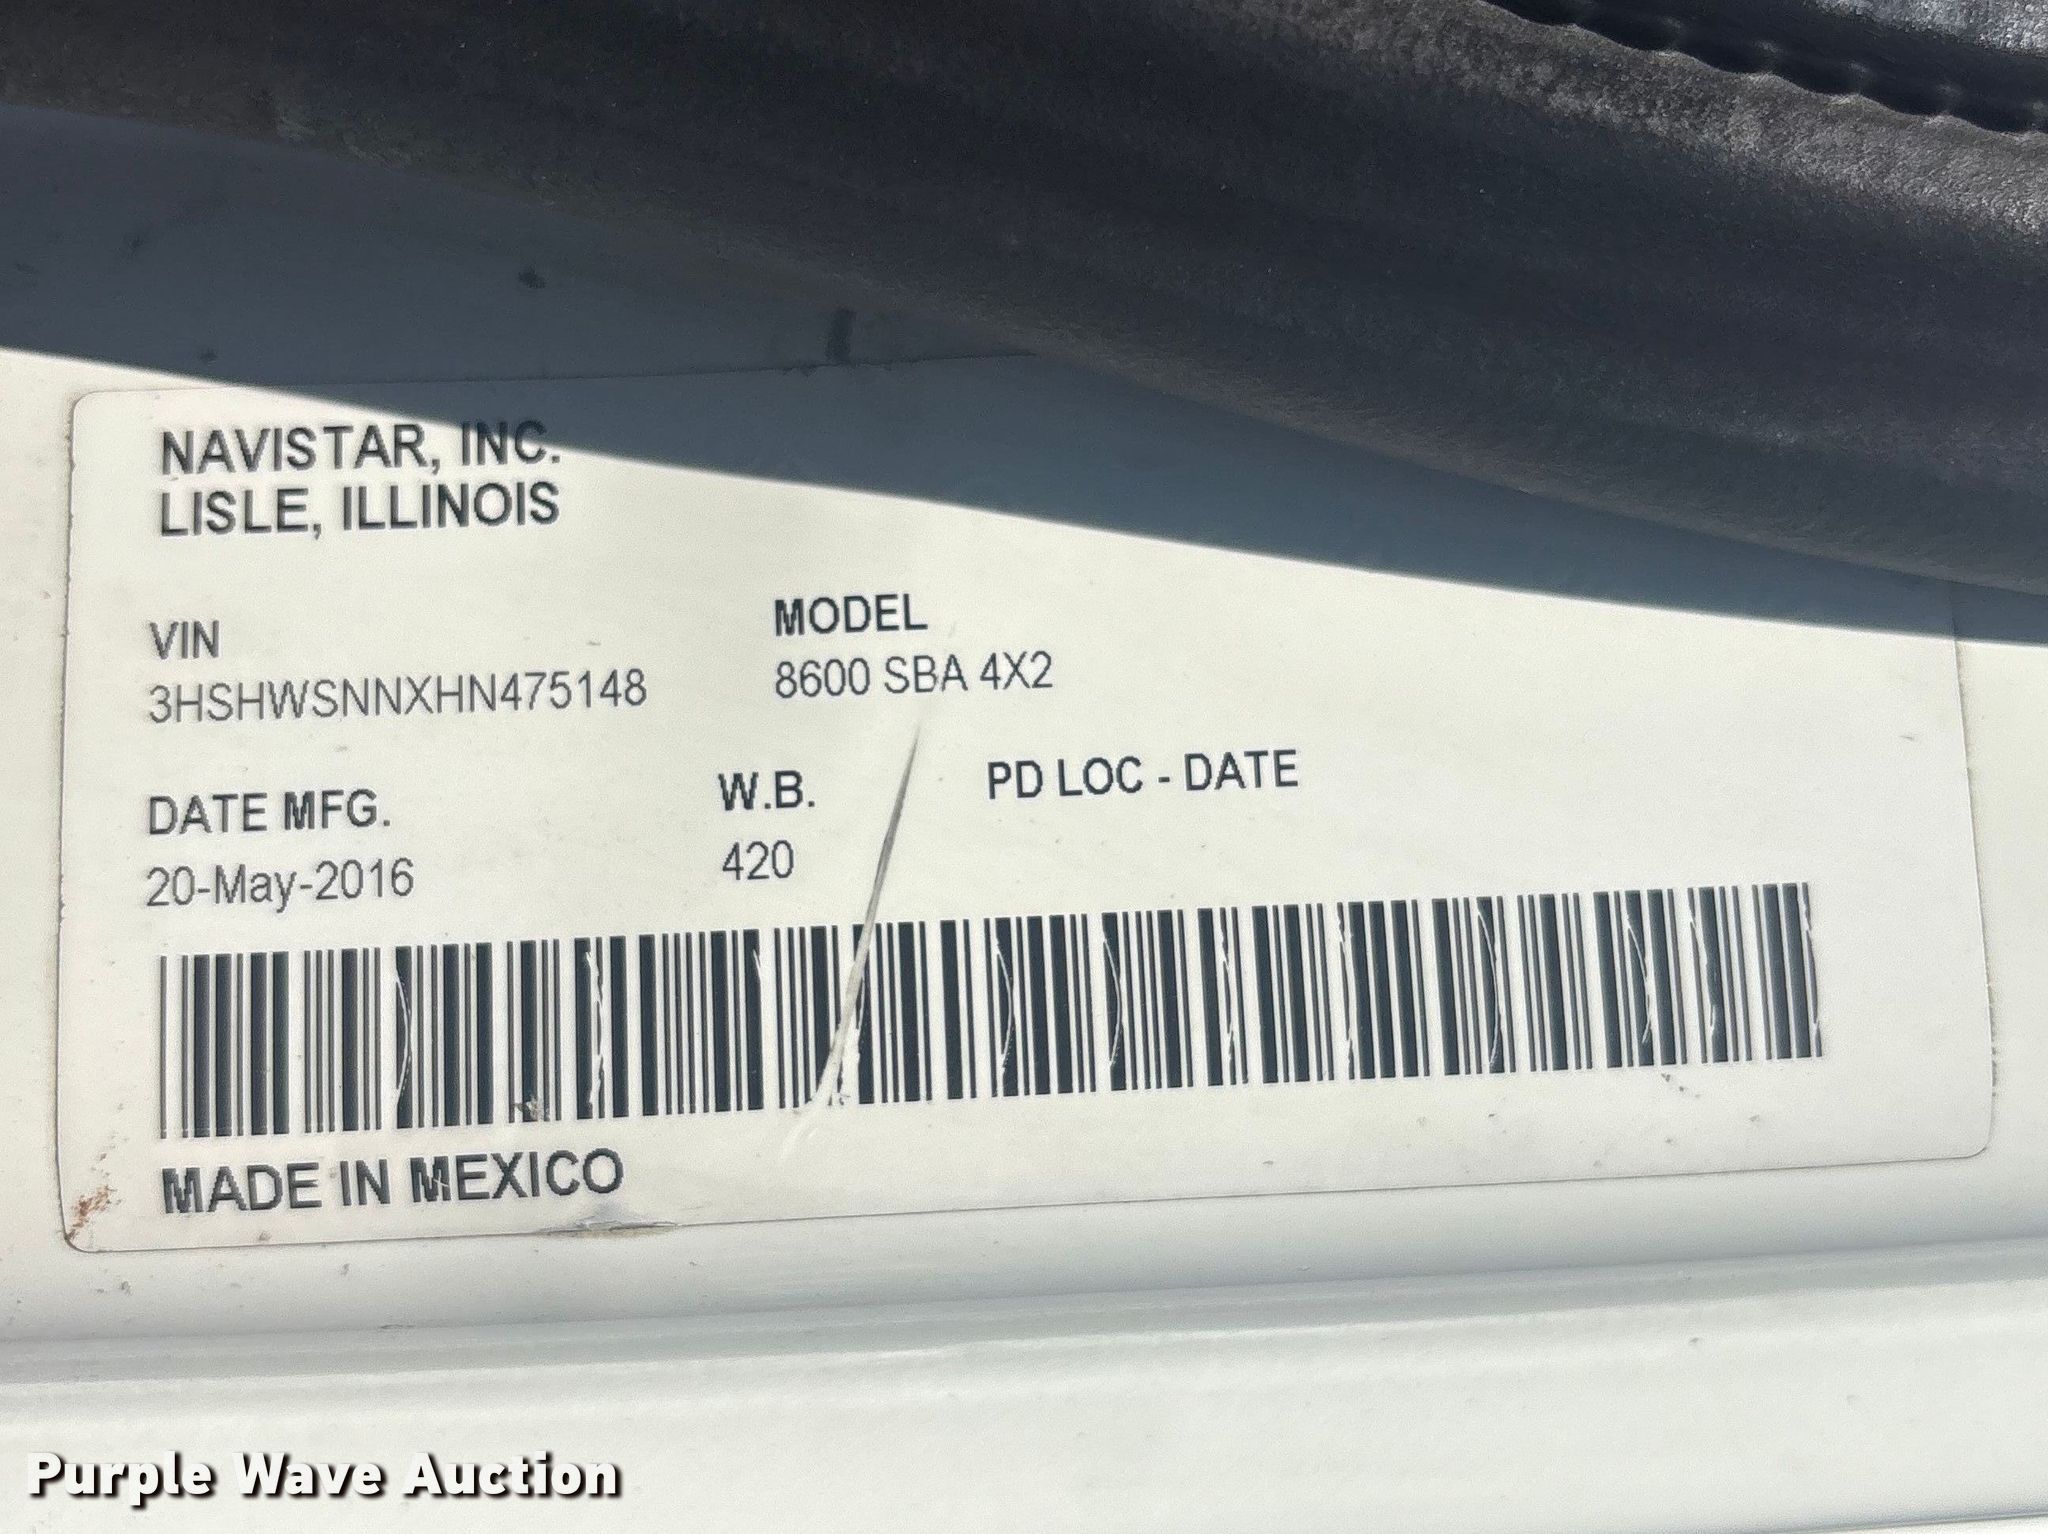 NAVISTAR, INC.
LISLE, ILLINOIS
VIN
3HSHWSNNXHN475148
MODEL
8600 SBA 4X2
DATE MFG.
20-May-2016
W.B.
420
PD LOC - DATE
MADE IN MEXICO
Purple Wave Auction